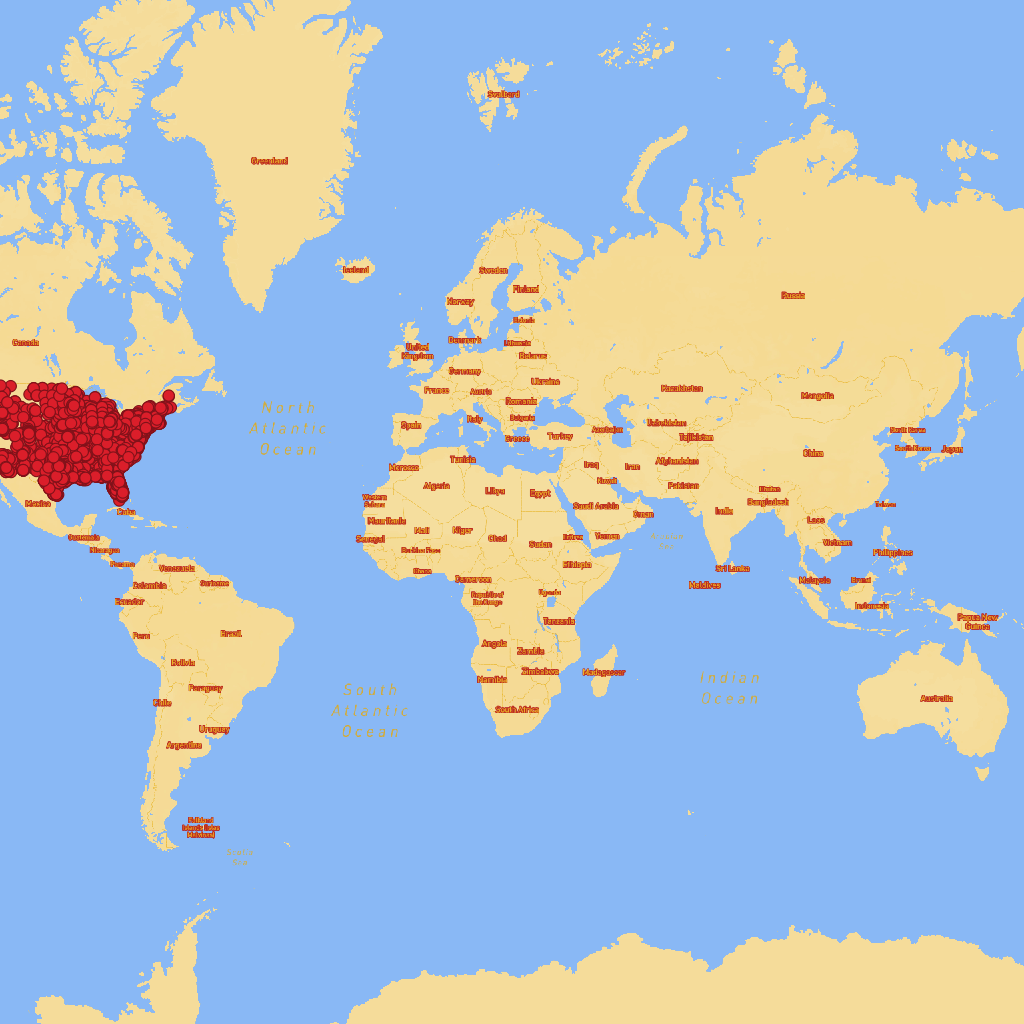 Svalbard
Greenland
Iceland
Sweden
Finland
Russia
Norway
Estonia
Canada
United
Kingdom
Denmark
Lithuania
Belarus
Germany
Ukraine
France
Austria
Kazakhstan
Mongolia
Romania
North
Atlantic
Ocean
Spain
Italy
Bulgaria
Greece
Turkey
Azerbaijan
Uzbekistan
Tajikistan
North Korea
South Korea
Japan
China
Morocco
Tunisia
Iraq
Iran
Afghanistan
Algeria
Libya
Egypt
Kuwait
Pakistan
Bhutan
Bangladesh
Western
Sahara
Mexico
Cuba
Saudi Arabia
Oman
India
Taiwan
Mauritania
Mali
Niger
Chad
Sudan
Eritrea
Yemen
Laos
Vietnam
Philippines
Senegal
Burkina Faso
Guatemala
Nicaragua
Panama
Venezuela
Suriname
Colombia
Ghana
Cameroon
Ethiopia
Sri Lanka
Maldives
Malaysia
Brunei
Ecuador
Republic of
the Congo
Uganda
Indonesia
Papua New
Guinea
Peru
Brazil
Tanzania
Angola
Zambia
Bolivia
Paraguay
Namibia
Zimbabwe
Madagascar
Indian
Ocean
Australia
Chile
South
Atlantic
Ocean
South Africa
Uruguay
Argentina
Falkland
Islands (Islas
Malvinas)